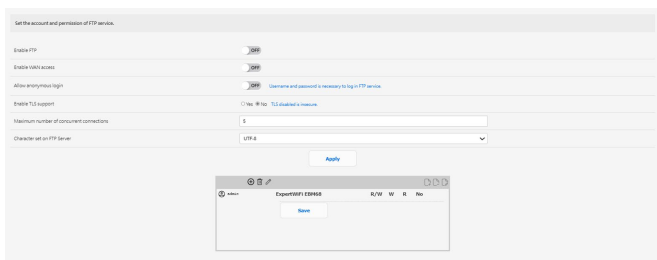 Set the account and permission of FTP service.
Enable FTP OFF
Enable WAN access OFF
Allow anonymous login OFF Username and password is necessary to log in FTP service.
Enable TLS support Yes No TLS disabled is insecure.
Maximum number of concurrent connections 5
Character set on FTP Server UTF-8
Apply
admin ExpertWiFi EBM68 R/W W R No
Save